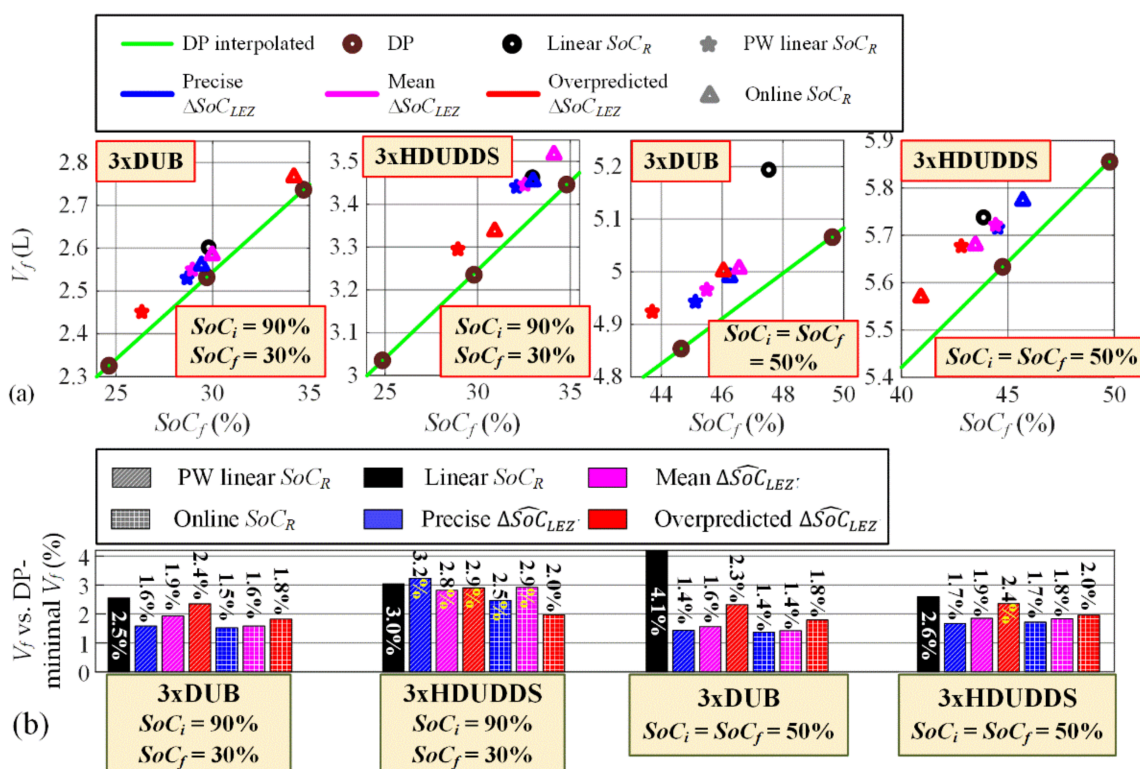 DP interpolated DP Linear SoC_R PW linear SoC_R
Precise ΔSoC_LEZ Mean ΔSoC_LEZ Overpredicted ΔSoC_LEZ Online SoC_R
V_f(L)
2.8
2.7
2.6
2.5
2.4
2.3
3xDUB
SoC_i = 90%
SoC_f = 30%
25 30 35
SoC_f (%)
3.5
3.4
3.3
3.2
3.1
3
3xHDUDDS
SoC_i = 90%
SoC_f = 30%
25 30 35
SoC_f (%)
5.2
5.1
5
4.9
4.8
3xDUB
SoC_i = SoC_f
= 50%
44 46 48 50
SoC_f (%)
5.9
5.8
5.7
5.6
5.5
5.4
3xHDUDDS
SoC_i = SoC_f = 50%
40 45 50
SoC_f (%)
(a)
PW linear SoC_R Linear SoC_R Mean ΔSoC̑_LEZ'
Online SoC_R Precise ΔSoC̑_LEZ' Overpredicted ΔSoC̑_LEZ
V_f vs. DP-
minimal V_f (%)
4
3
2
1
0
2.5% 1.6% 1.9% 2.4% 1.5% 1.6% 1.8%
3.0% 3.2% 2.8% 2.9% 2.5% 2.9% 2.0%
4.1% 1.4% 1.6% 2.3% 1.4% 1.4% 1.8%
2.6% 1.7% 1.9% 2.4% 1.7% 1.8% 2.0%
3xDUB
SoC_i = 90%
SoC_f = 30%
3xHDUDDS
SoC_i = 90%
SoC_f = 30%
3xDUB
SoC_i = SoC_f = 50%
3xHDUDDS
SoC_i = SoC_f = 50%
(b)